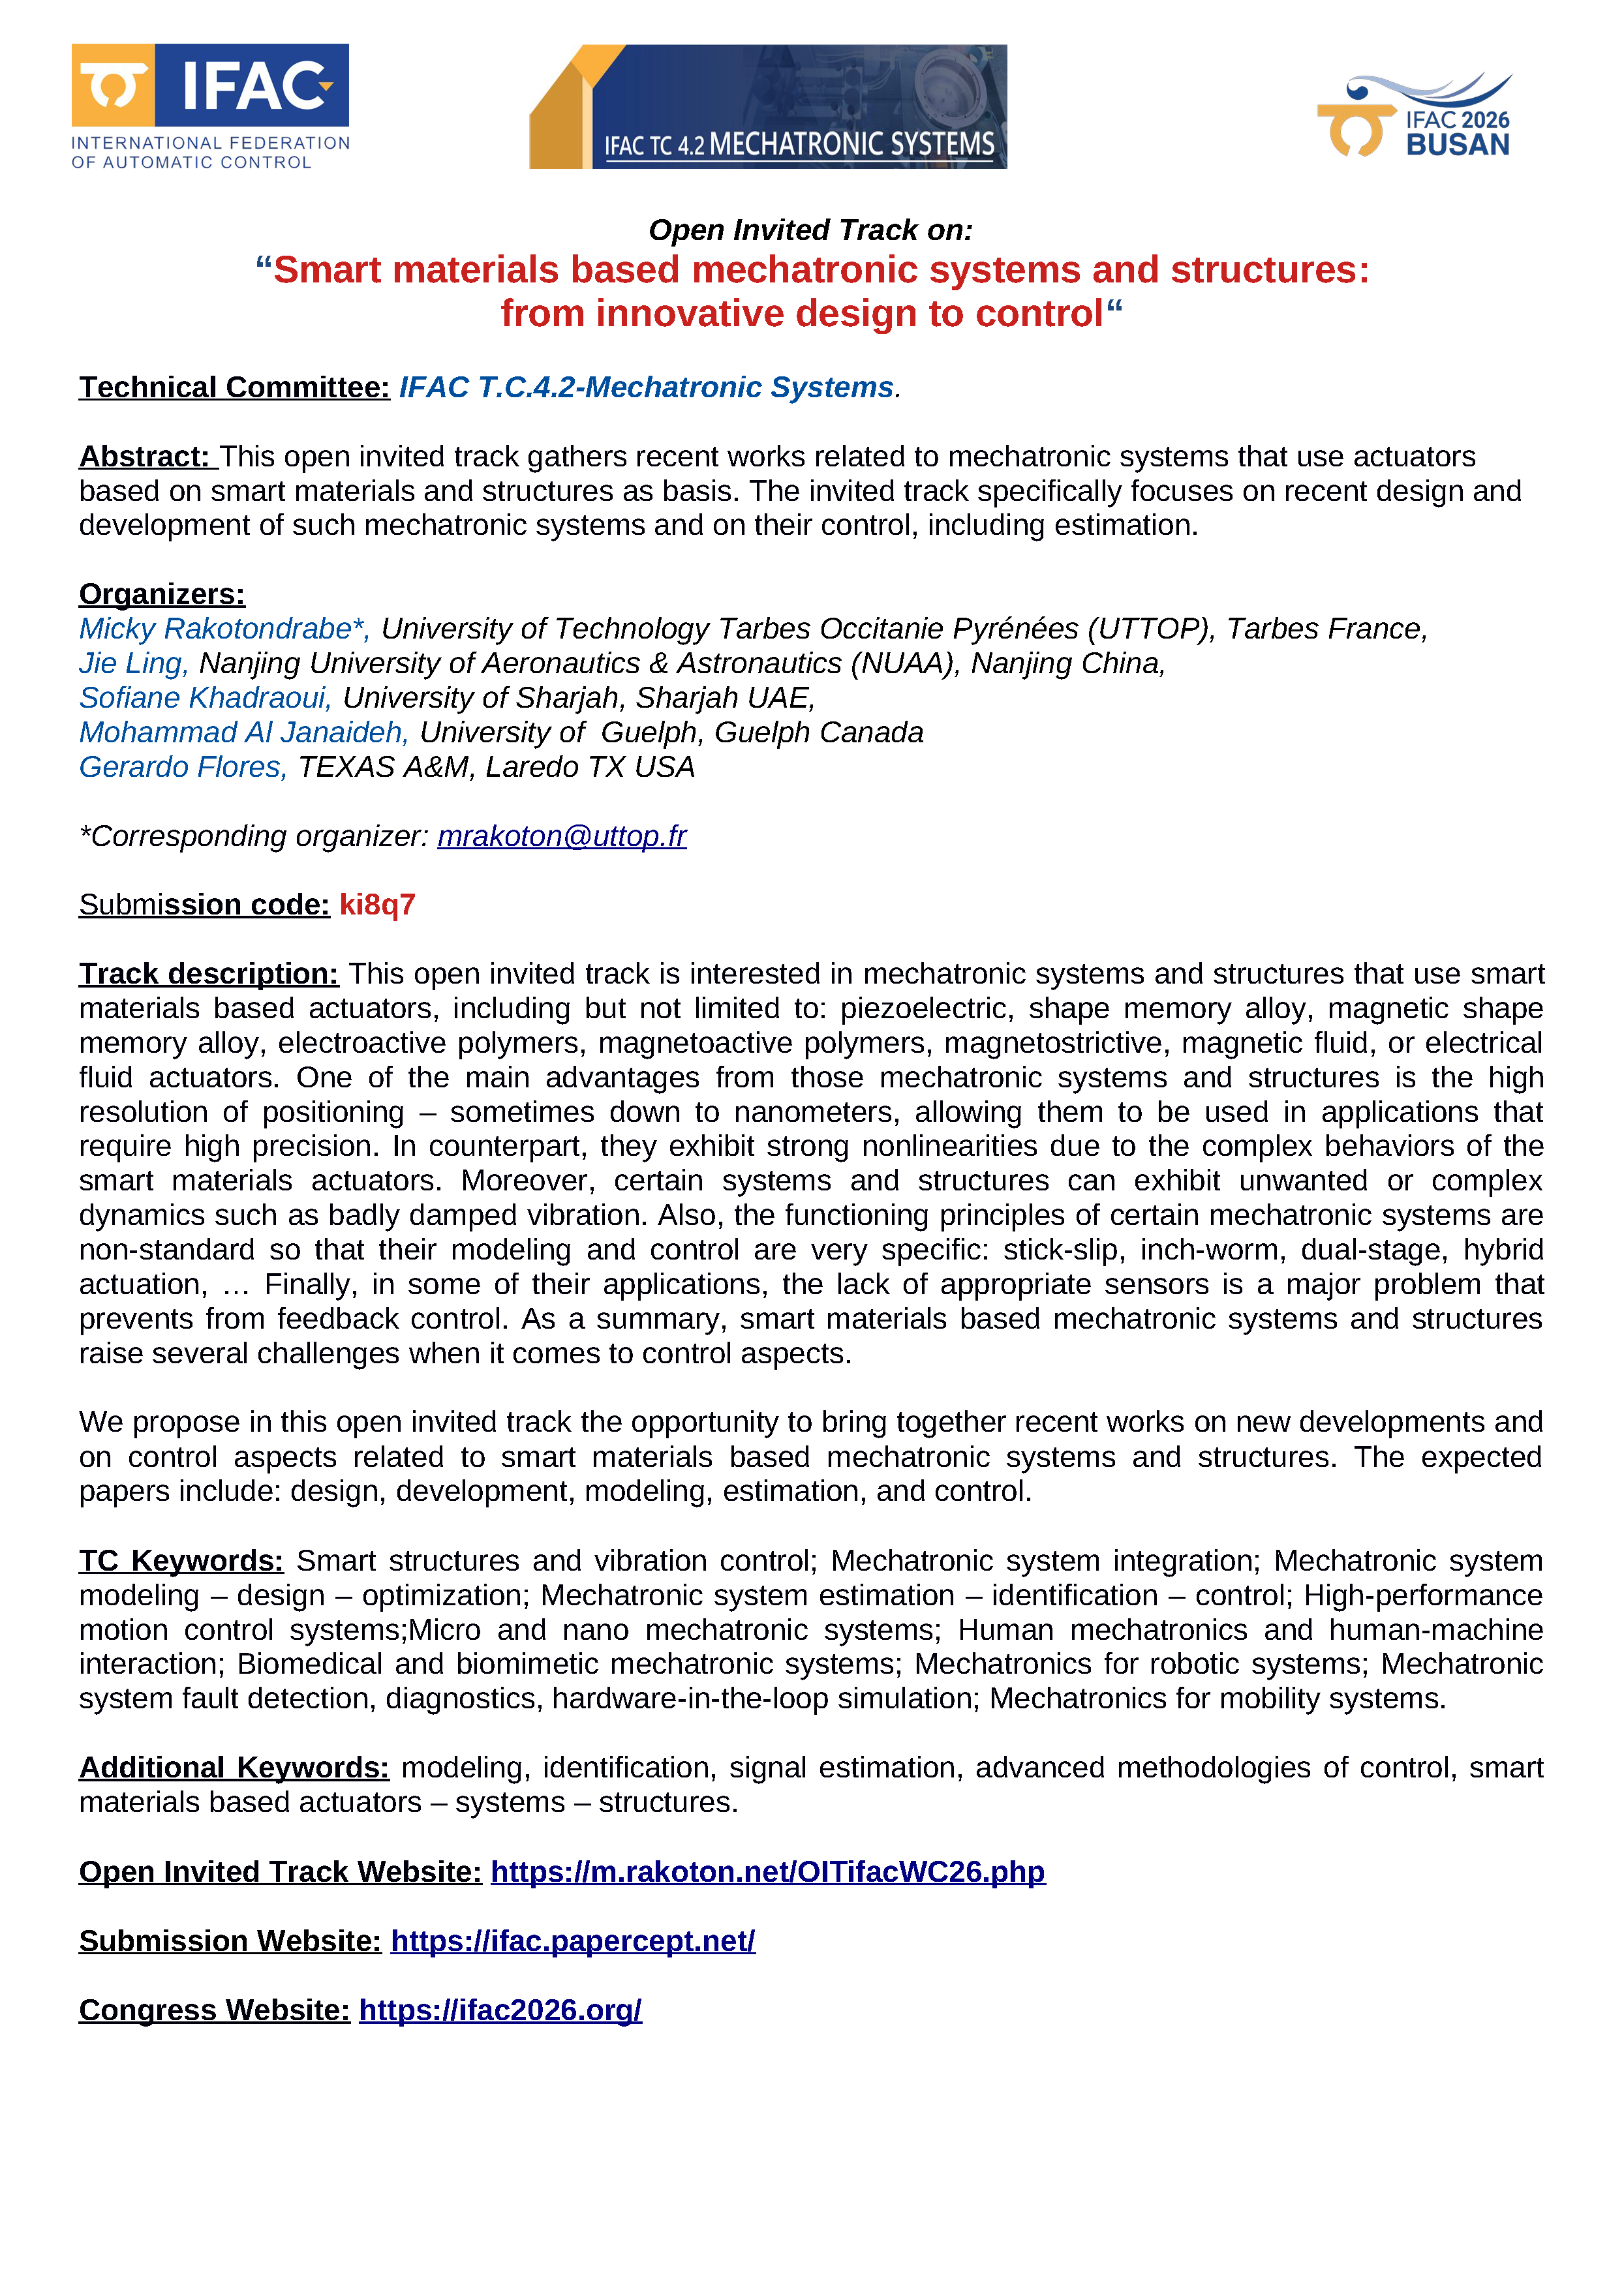 IFAC
INTERNATIONAL FEDERATION
OF AUTOMATIC CONTROL
IFAC TC 4.2 MECHATRONIC SYSTEMS
IFAC 2026
BUSAN
Open Invited Track on:
“Smart materials based mechatronic systems and structures:
from innovative design to control“
Technical Committee: IFAC T.C.4.2-Mechatronic Systems.
Abstract: This open invited track gathers recent works related to mechatronic systems that use actuators
based on smart materials and structures as basis. The invited track specifically focuses on recent design and
development of such mechatronic systems and on their control, including estimation.
Organizers:
Micky Rakotondrabe*, University of Technology Tarbes Occitanie Pyrénées (UTTOP), Tarbes France,
Jie Ling, Nanjing University of Aeronautics & Astronautics (NUAA), Nanjing China,
Sofiane Khadraoui, University of Sharjah, Sharjah UAE,
Mohammad Al Janaideh, University of  Guelph, Guelph Canada
Gerardo Flores, TEXAS A&M, Laredo TX USA
*Corresponding organizer: mrakoton@uttop.fr
Submission code: ki8q7
Track description: This open invited track is interested in mechatronic systems and structures that use smart
materials based actuators, including but not limited to: piezoelectric, shape memory alloy, magnetic shape
memory alloy, electroactive polymers, magnetoactive polymers, magnetostrictive, magnetic fluid, or electrical
fluid actuators. One of the main advantages from those mechatronic systems and structures is the high
resolution of positioning – sometimes down to nanometers, allowing them to be used in applications that
require high precision. In counterpart, they exhibit strong nonlinearities due to the complex behaviors of the
smart materials actuators. Moreover, certain systems and structures can exhibit unwanted or complex
dynamics such as badly damped vibration. Also, the functioning principles of certain mechatronic systems are
non-standard so that their modeling and control are very specific: stick-slip, inch-worm, dual-stage, hybrid
actuation, … Finally, in some of their applications, the lack of appropriate sensors is a major problem that
prevents from feedback control. As a summary, smart materials based mechatronic systems and structures
raise several challenges when it comes to control aspects.
We propose in this open invited track the opportunity to bring together recent works on new developments and
on control aspects related to smart materials based mechatronic systems and structures. The expected
papers include: design, development, modeling, estimation, and control.
TC Keywords: Smart structures and vibration control; Mechatronic system integration; Mechatronic system
modeling – design – optimization; Mechatronic system estimation – identification – control; High-performance
motion control systems;Micro and nano mechatronic systems; Human mechatronics and human-machine
interaction; Biomedical and biomimetic mechatronic systems; Mechatronics for robotic systems; Mechatronic
system fault detection, diagnostics, hardware-in-the-loop simulation; Mechatronics for mobility systems.
Additional Keywords: modeling, identification, signal estimation, advanced methodologies of control, smart
materials based actuators – systems – structures.
Open Invited Track Website: https://m.rakoton.net/OITifacWC26.php
Submission Website: https://ifac.papercept.net/
Congress Website: https://ifac2026.org/